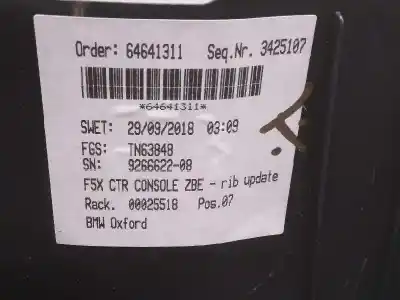 Order: 64641311 Seq.Nr. 3425107
*64641311*
SWET: 29/09/2018 03:09
FGS: TN63848
SN: 9266622-08
F5X CTR CONSOLE ZBE - rib update
Rack. 00025518 Pos.07
BMW Oxford